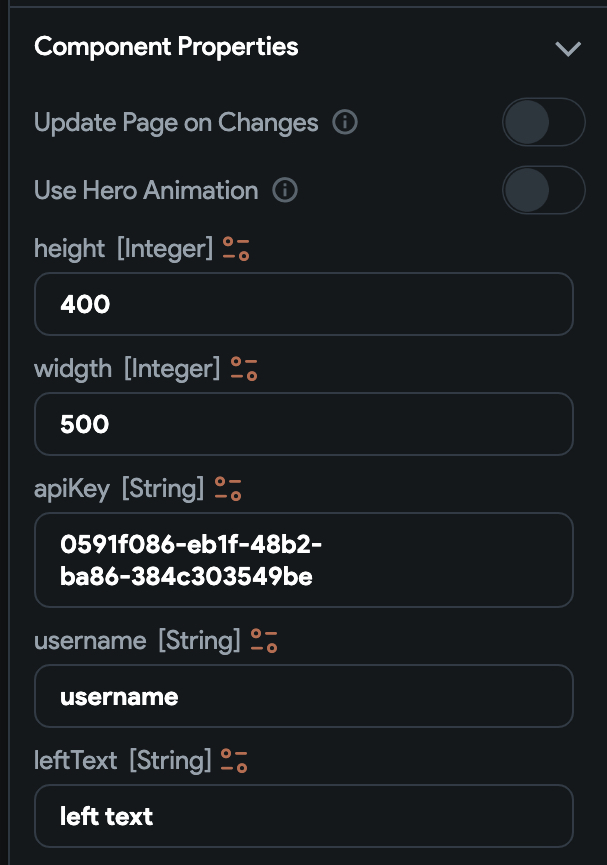 Component Properties
Update Page on Changes
Use Hero Animation
height [Integer]
400
widgth [Integer]
500
apiKey [String]
0591f086-eb1f-48b2-
ba86-384c303549be
username [String]
username
leftText [String]
left text